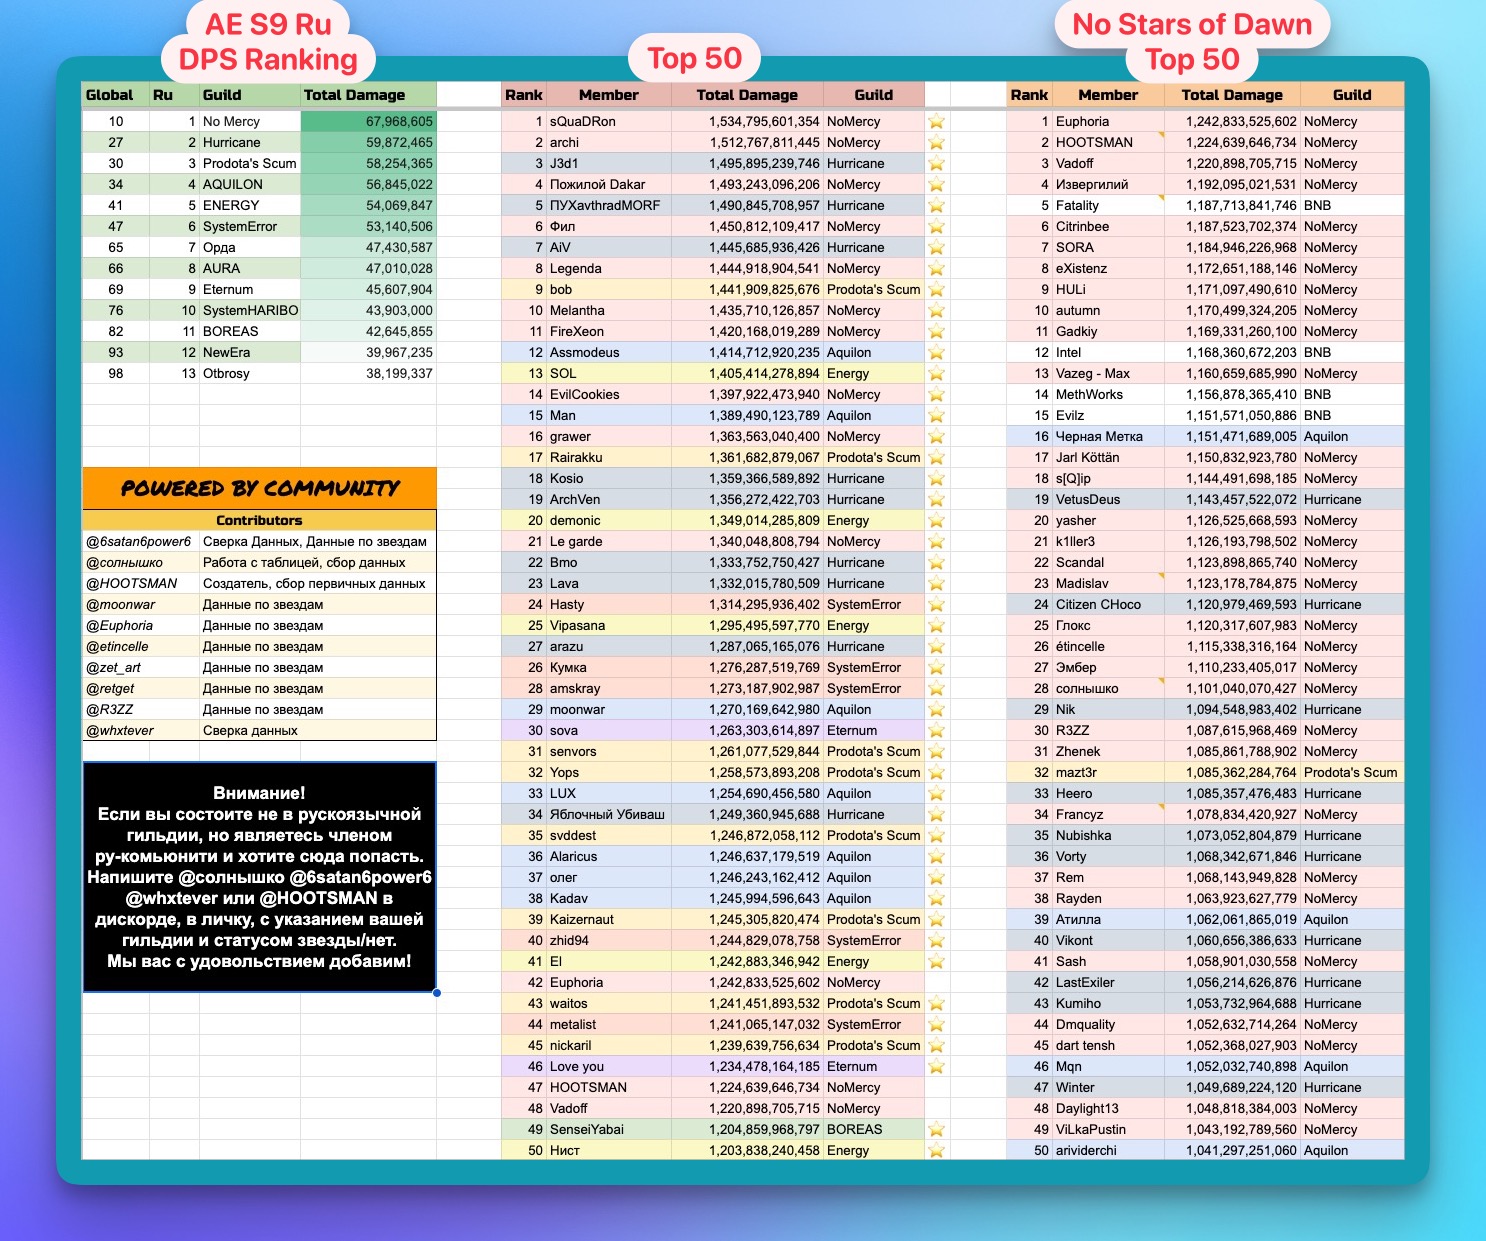 AE S9 Ru
DPS Ranking
Top 50
No Stars of Dawn
Top 50
Global Ru Guild Total Damage
10 1 No Mercy 67,968,605
27 2 Hurricane 59,872,465
30 3 Prodota's Scum 58,254,365
34 4 AQUILON 56,845,022
41 5 ENERGY 54,069,847
47 6 SystemError 53,140,506
65 7 Орда 47,430,587
66 8 AURA 47,010,028
69 9 Eternum 45,607,904
76 10 SystemHARIBO 43,903,000
82 11 BOREAS 42,645,855
93 12 NewEra 39,967,235
98 13 Otbrosy 38,199,337
POWERED BY COMMUNITY
Contributors
@6satan6power6 Сверка Данных, Данные по звездам
@солнышко Работа с таблицей, сбор данных
@HOOTSMAN Создатель, сбор первичных данных
@moonwar Данные по звездам
@Euphoria Данные по звездам
@etincelle Данные по звездам
@zet_art Данные по звездам
@retget Данные по звездам
@R3ZZ Данные по звездам
@whxtever Сверка данных
Внимание!
Если вы состоите не в рускоязычной
гильдии, но являетесь членом
ру-комьюнити и хотите сюда попасть.
Напишите @солнышко @6satan6power6
@whxtever или @HOOTSMAN в
дискорде, в личку, с указанием вашей
гильдии и статусом звезды/нет.
Мы вас с удовольствием добавим!
Rank Member Total Damage Guild
1 sQuaDRon 1,534,795,601,354 NoMercy
2 archi 1,512,767,811,445 NoMercy
3 J3d1 1,495,895,239,746 Hurricane
4 Пожилой Dakar 1,493,243,096,206 NoMercy
5 ПУХavthradMORF 1,490,845,708,957 Hurricane
6 Фил 1,450,812,109,417 NoMercy
7 AiV 1,445,685,936,426 Hurricane
8 Legenda 1,444,918,904,541 NoMercy
9 bob 1,441,909,825,676 Prodota's Scum
10 Melantha 1,435,710,126,857 NoMercy
11 FireXeon 1,420,168,019,289 NoMercy
12 Assmodeus 1,414,712,920,235 Aquilon
13 SOL 1,405,414,278,894 Energy
14 EvilCookies 1,397,922,473,940 NoMercy
15 Man 1,389,490,123,789 Aquilon
16 grawer 1,363,563,040,400 NoMercy
17 Rairakku 1,361,682,879,067 Prodota's Scum
18 Kosio 1,359,366,589,892 Hurricane
19 ArchVen 1,356,272,422,703 Hurricane
20 demonic 1,349,014,285,809 Energy
21 Le garde 1,340,048,808,794 NoMercy
22 Bmo 1,333,752,750,427 Hurricane
23 Lava 1,332,015,780,509 Hurricane
24 Hasty 1,314,295,936,402 SystemError
25 Vipasana 1,295,495,597,770 Energy
27 arazu 1,287,065,165,076 Hurricane
26 Кумка 1,276,287,519,769 SystemError
28 amskray 1,273,187,902,987 SystemError
29 moonwar 1,270,169,642,980 Aquilon
30 sova 1,263,303,614,897 Eternum
31 senvors 1,261,077,529,844 Prodota's Scum
32 Yops 1,258,573,893,208 Prodota's Scum
33 LUX 1,254,690,456,580 Aquilon
34 Яблочный Убиваш 1,249,360,945,688 Hurricane
35 svddest 1,246,872,058,112 Prodota's Scum
36 Alaricus 1,246,637,179,519 Aquilon
37 олег 1,246,243,162,412 Aquilon
38 Kadav 1,245,994,596,643 Aquilon
39 Kaizernaut 1,245,305,820,474 Prodota's Scum
40 zhid94 1,244,829,078,758 SystemError
41 El 1,242,883,346,942 Energy
42 Euphoria 1,242,833,525,602 NoMercy
43 waitos 1,241,451,893,532 Prodota's Scum
44 metalist 1,241,065,147,032 SystemError
45 nickaril 1,239,639,756,634 Prodota's Scum
46 Love you 1,234,478,164,185 Eternum
47 HOOTSMAN 1,224,639,646,734 NoMercy
48 Vadoff 1,220,898,705,715 NoMercy
49 SenseiYabai 1,204,859,968,797 BOREAS
50 Нист 1,203,838,240,458 Energy
Rank Member Total Damage Guild
1 Euphoria 1,242,833,525,602 NoMercy
2 HOOTSMAN 1,224,639,646,734 NoMercy
3 Vadoff 1,220,898,705,715 NoMercy
4 Извергилий 1,192,095,021,531 NoMercy
5 Fatality 1,187,713,841,746 BNB
6 Citrinbee 1,187,523,702,374 NoMercy
7 SORA 1,184,946,226,968 NoMercy
8 eXistenz 1,172,651,188,146 NoMercy
9 HULi 1,171,097,490,610 NoMercy
10 autumn 1,170,499,324,205 NoMercy
11 Gadkiy 1,169,331,260,100 NoMercy
12 Intel 1,168,360,672,203 BNB
13 Vazeg - Max 1,160,659,685,990 NoMercy
14 MethWorks 1,156,878,365,410 BNB
15 Evilz 1,151,571,050,886 BNB
16 Черная Метка 1,151,471,689,005 Aquilon
17 Jarl Köttän 1,150,832,923,780 NoMercy
18 s[Q]ip 1,144,491,698,185 NoMercy
19 VetusDeus 1,143,457,522,072 Hurricane
20 yasher 1,126,525,668,593 NoMercy
21 k1ller3 1,126,193,798,502 NoMercy
22 Scandal 1,123,898,865,740 NoMercy
23 Madislav 1,123,178,784,875 NoMercy
24 Citizen CHoco 1,120,979,469,593 Hurricane
25 Глокс 1,120,317,607,983 NoMercy
26 étincelle 1,115,338,316,164 NoMercy
27 Эмбер 1,110,233,405,017 NoMercy
28 солнышко 1,101,040,070,427 NoMercy
29 Nik 1,094,548,983,402 Hurricane
30 R3ZZ 1,087,615,968,469 NoMercy
31 Zhenek 1,085,861,788,902 NoMercy
32 mazt3r 1,085,362,284,764 Prodota's Scum
33 Heero 1,085,357,476,483 Hurricane
34 Francyz 1,078,834,420,927 NoMercy
35 Nubishka 1,073,052,804,879 Hurricane
36 Vorty 1,068,342,671,846 Hurricane
37 Rem 1,068,143,949,828 NoMercy
38 Rayden 1,063,923,627,779 NoMercy
39 Атилла 1,062,061,865,019 Aquilon
40 Vikont 1,060,656,386,633 Hurricane
41 Sash 1,058,901,030,558 NoMercy
42 LastExiler 1,056,214,626,876 Hurricane
43 Kumiho 1,053,732,964,688 Hurricane
44 Dmquality 1,052,632,714,264 NoMercy
45 dart tensh 1,052,368,027,903 NoMercy
46 Mqn 1,052,032,740,898 Aquilon
47 Winter 1,049,689,224,120 Hurricane
48 Daylight13 1,048,818,384,003 NoMercy
49 ViLkaPustin 1,043,192,789,560 NoMercy
50 arividerchi 1,041,297,251,060 Aquilon